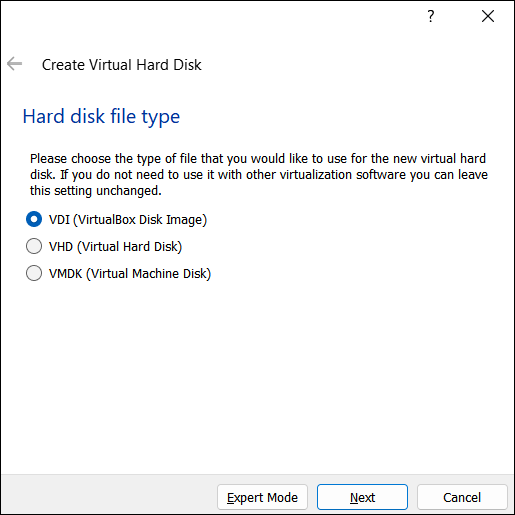 ?
Create Virtual Hard Disk
Hard disk file type
Please choose the type of file that you would like to use for the new virtual hard
disk. If you do not need to use it with other virtualization software you can leave
this setting unchanged.
VDI (VirtualBox Disk Image)
VHD (Virtual Hard Disk)
VMDK (Virtual Machine Disk)
Expert Mode Next Cancel